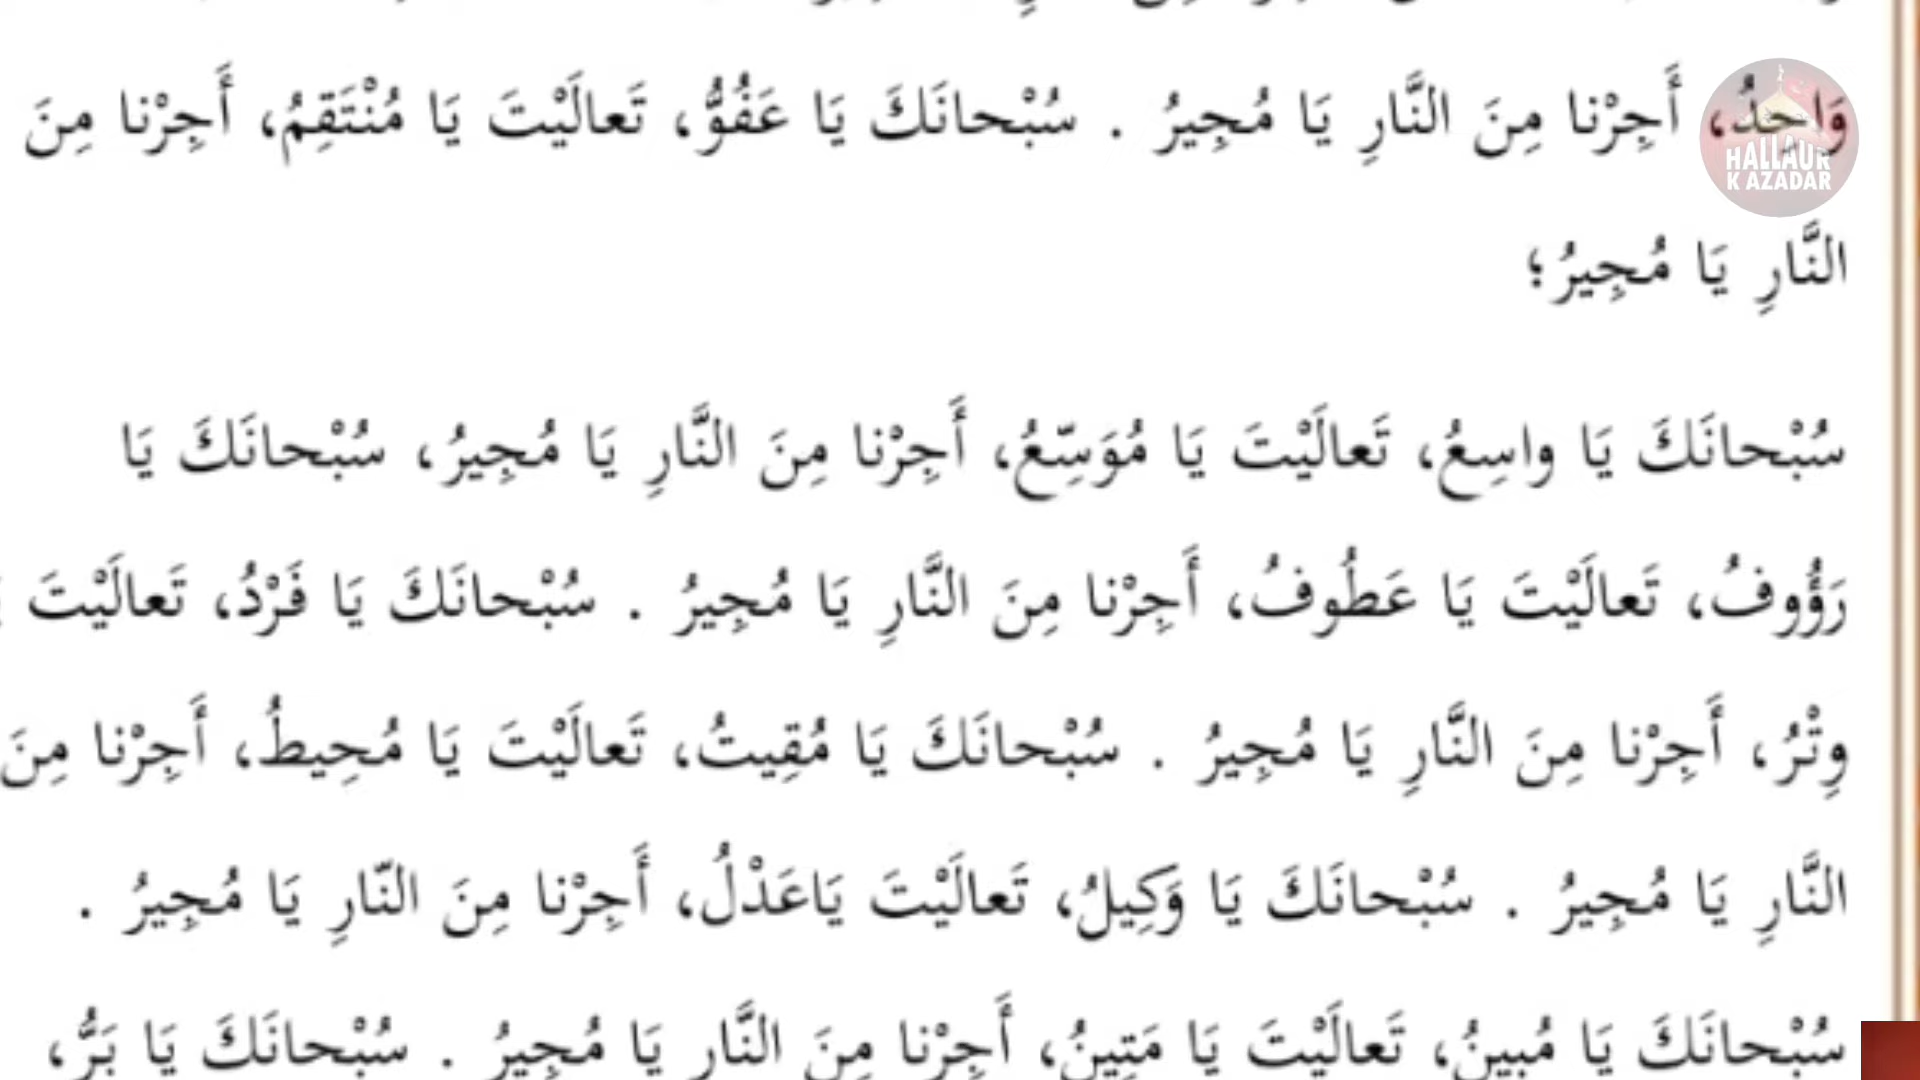 وَاحِدُ، أَجِرْنا مِنَ النَّارِ يَا مُجِيرُ . سُبْحانَكَ يَا عَفُوُّ، تَعالَيْتَ يَا مُنْتَقِمُ، أَجِرْنا مِنَ
HALLAUR
K AZADAR
النَّارِ يَا مُجِيرُ؛
سُبْحانَكَ يَا واسِعُ، تَعالَيْتَ يَا مُوَسِّعُ، أَجِرْنا مِنَ النَّارِ يَا مُجِيرُ، سُبْحانَكَ يَا
رَؤُوفُ، تَعالَيْتَ يَا عَطُوفُ، أَجِرْنا مِنَ النَّارِ يَا مُجِيرُ . سُبْحانَكَ يَا فَرْدُ، تَعالَيْتَ
وِتْرُ، أَجِرْنا مِنَ النَّارِ يَا مُجِيرُ . سُبْحانَكَ يَا مُقِيتُ، تَعالَيْتَ يَا مُحِيطُ، أَجِرْنا مِنَ
النَّارِ يَا مُجِيرُ . سُبْحانَكَ يَا وَكِيلُ، تَعالَيْتَ يَاعَدْلُ، أَجِرْنا مِنَ النّارِ يَا مُجِيرُ .
سُبْحانَكَ يَا مُبِينُ، تَعالَيْتَ يَا مَتِينُ، أَجِرْنا مِنَ النَّارِ يَا مُجِيرُ . سُبْحانَكَ يَا بَرُّ،